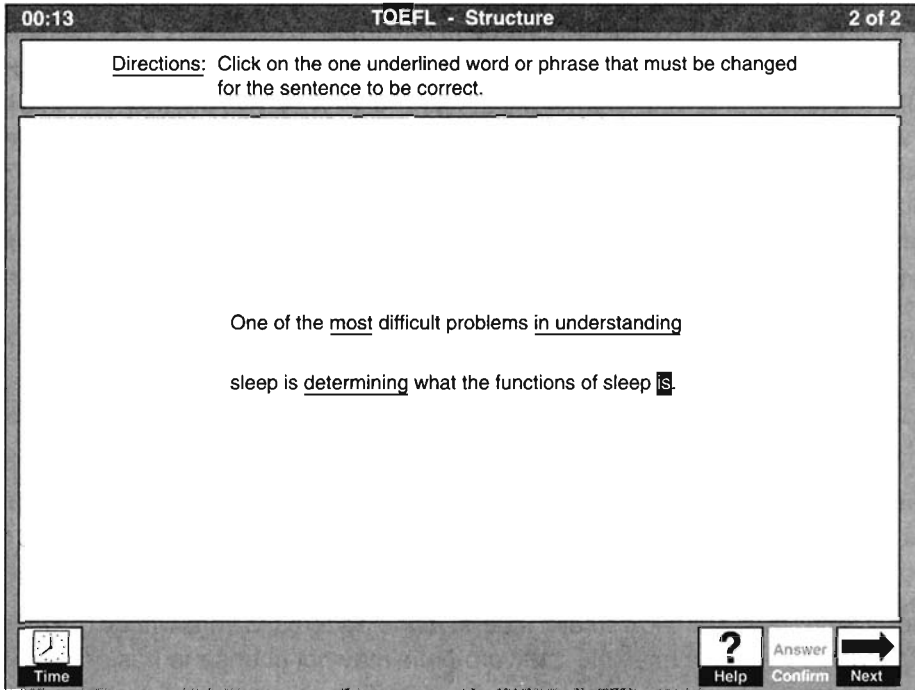 00:13 TOEFL - Structure 2 of 2
Directions: Click on the one underlined word or phrase that must be changed
for the sentence to be correct.
One of the most difficult problems in understanding
sleep is determining what the functions of sleep is.
Time ? Help Answer Confirm Next